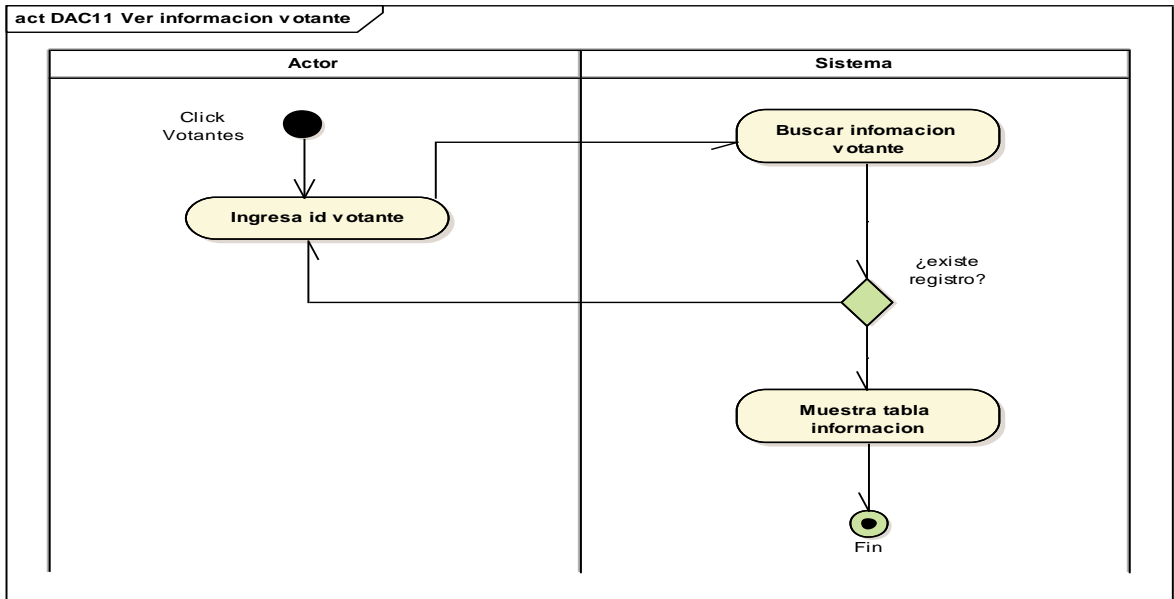 act DAC11 Ver informacion votante
Actor
Sistema
Click
Votantes
Ingresa id votante
Buscar infomacion
votante
¿existe
registro?
Muestra tabla
informacion
Fin